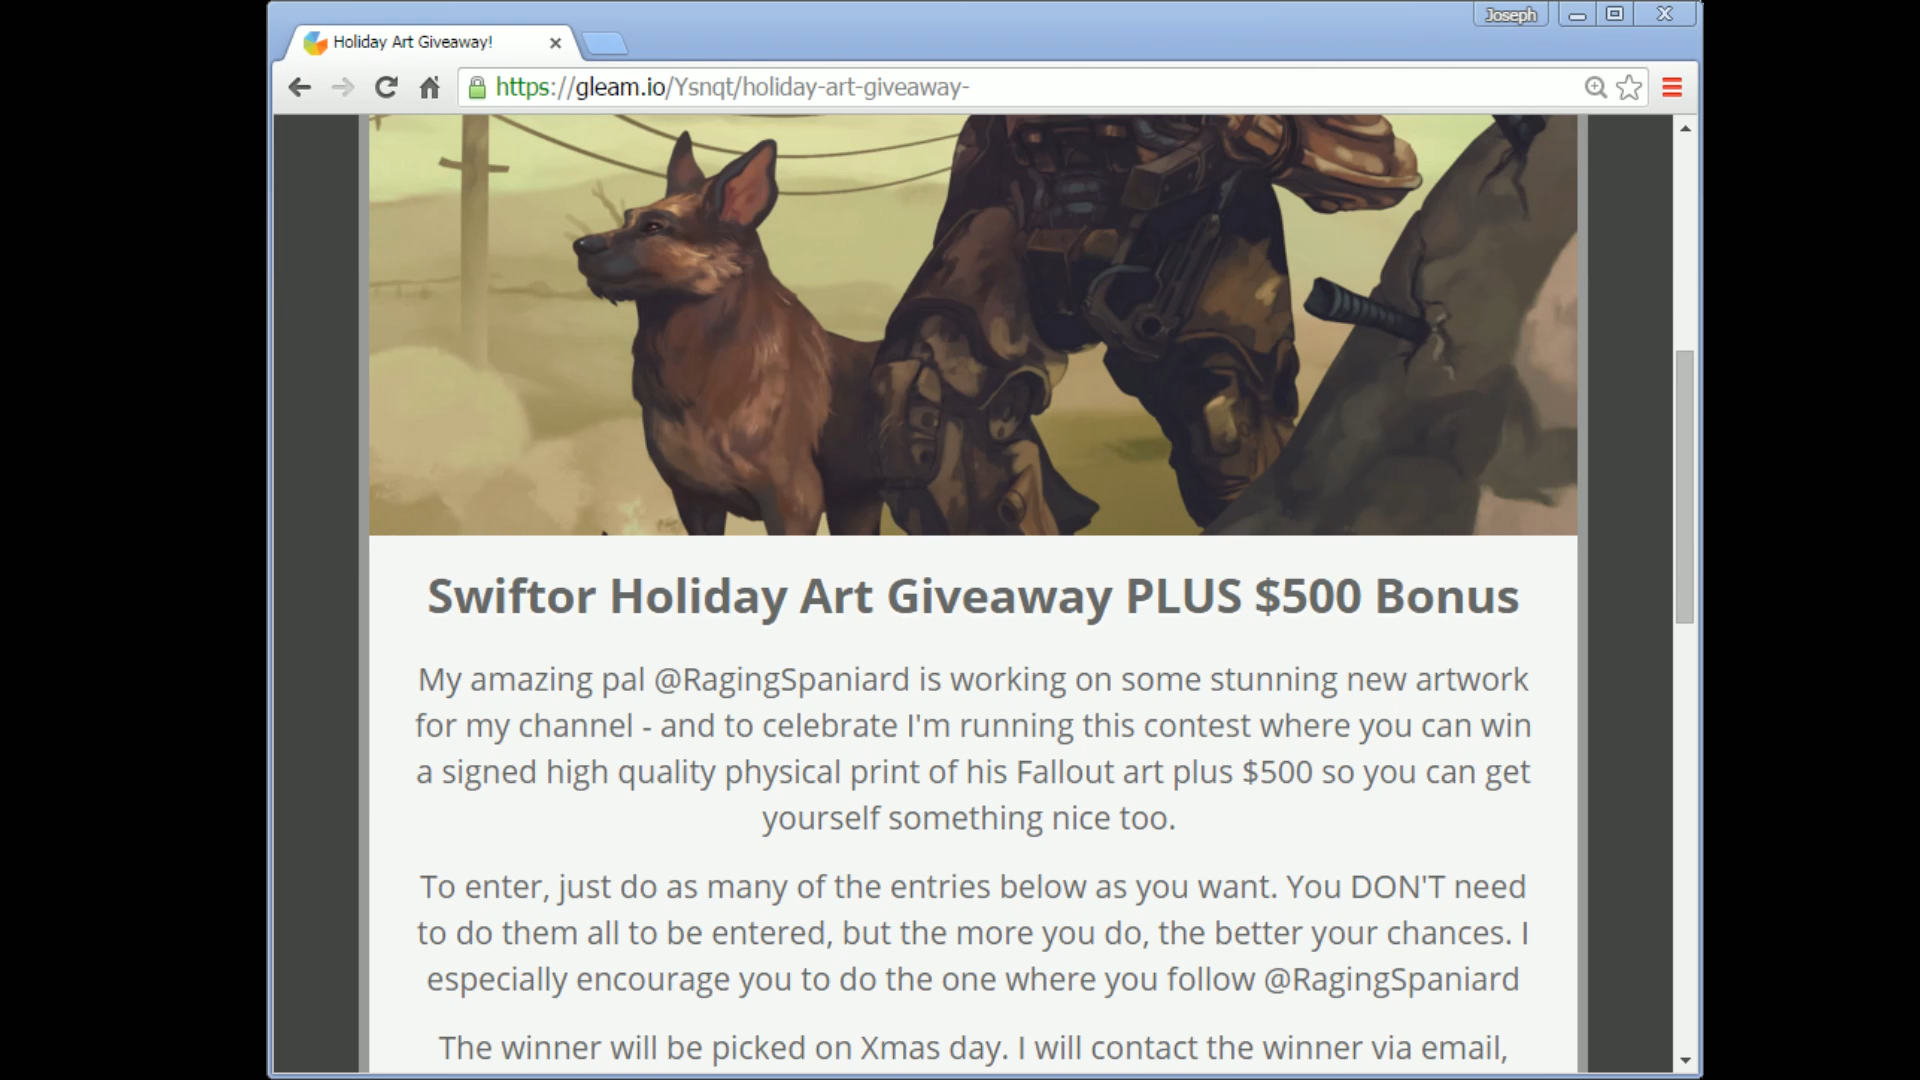 Joseph
Holiday Art Giveaway!
https://gleam.io/Ysnqt/holiday-art-giveaway-
Swiftor Holiday Art Giveaway PLUS $500 Bonus
My amazing pal @RagingSpaniard is working on some stunning new artwork
for my channel - and to celebrate I'm running this contest where you can win
a signed high quality physical print of his Fallout art plus $500 so you can get
yourself something nice too.
To enter, just do as many of the entries below as you want. You DON'T need
to do them all to be entered, but the more you do, the better your chances. I
especially encourage you to do the one where you follow @RagingSpaniard
The winner will be picked on Xmas day. I will contact the winner via email,